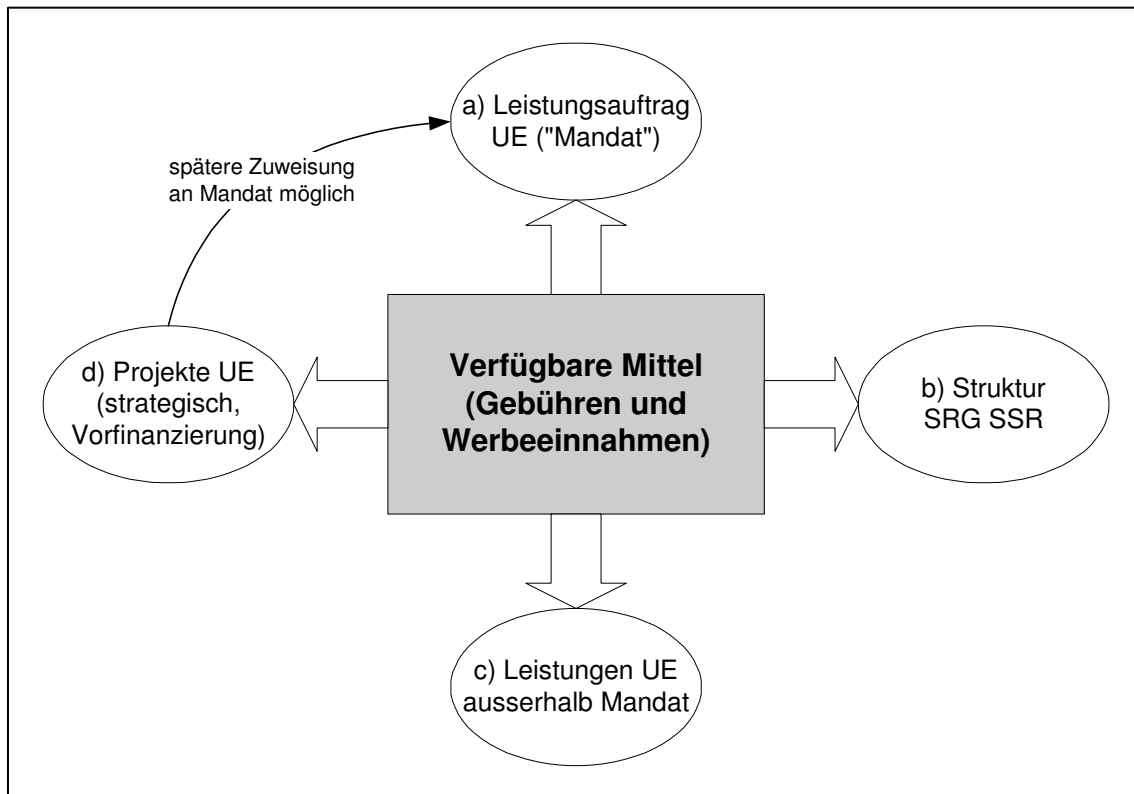 a) Leistungsauftrag
UE ("Mandat")
spätere Zuweisung
an Mandat möglich
Verfügbare Mittel
(Gebühren und
Werbeeinnahmen)
d) Projekte UE
(strategisch,
Vorfinanzierung)
b) Struktur
SRG SSR
c) Leistungen UE
ausserhalb Mandat